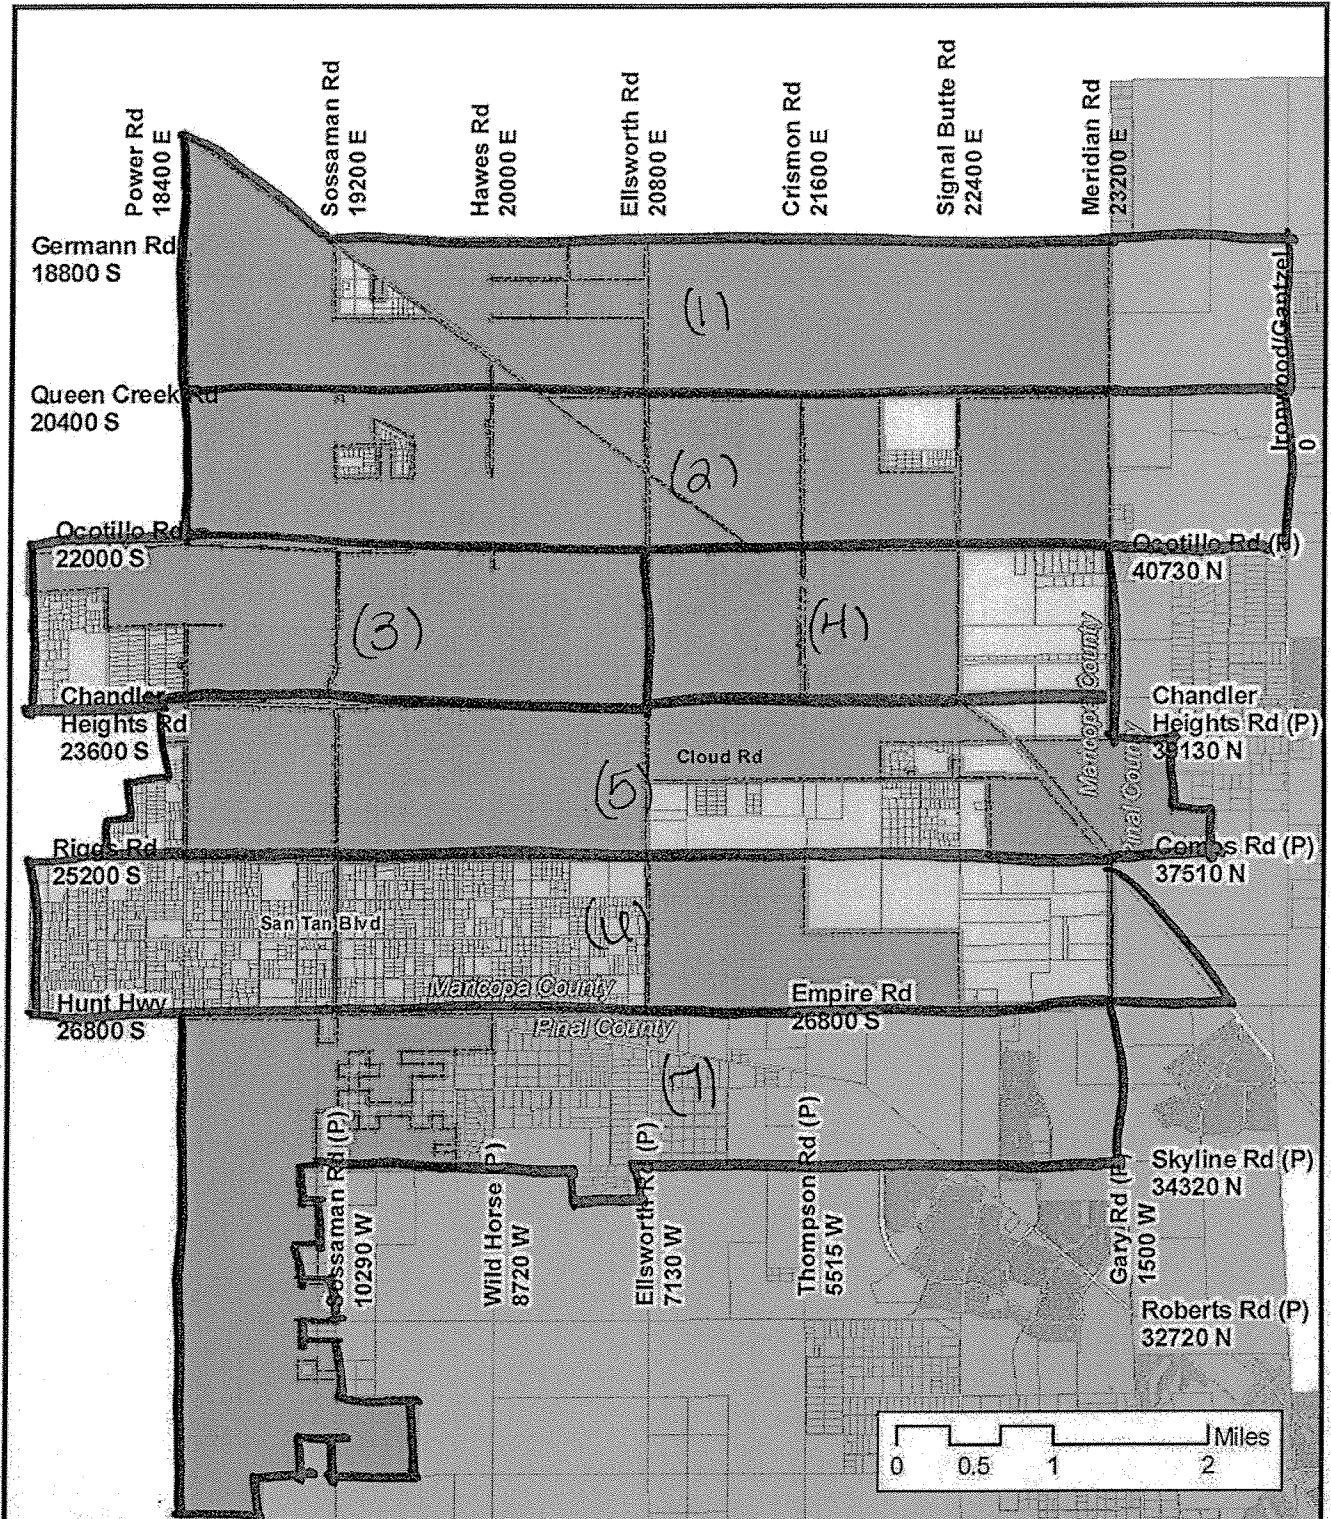 Power Rd
18400 E
Sossaman Rd
19200 E
Hawes Rd
20000 E
Ellsworth Rd
20800 E
Crismon Rd
21600 E
Signal Butte Rd
22400 E
Meridian Rd
23200 E
Germann Rd
18800 S
(1)
Ironwood/Gantzel
0
Queen Creek Rd
20400 S
(2)
Ocotillo Rd
22000 S
Ocotillo Rd (P)
40730 N
(3)
(4)
Maricopa County
Pinal County
Chandler
Heights Rd
23600 S
Chandler
Heights Rd (P)
39130 N
Cloud Rd
(5)
Riggs Rd
25200 S
Combs Rd (P)
37510 N
San Tan Blvd
(6)
Maricopa County
Hunt Hwy
26800 S
Empire Rd
26800 S
Pinal County
(7)
Sossaman Rd (P)
10290 W
Wild Horse (P)
8720 W
Ellsworth Rd (P)
7130 W
Thompson Rd (P)
5515 W
Gary Rd (P)
1500 W
Skyline Rd (P)
34320 N
Roberts Rd (P)
32720 N
Miles
0 0.5 1 2